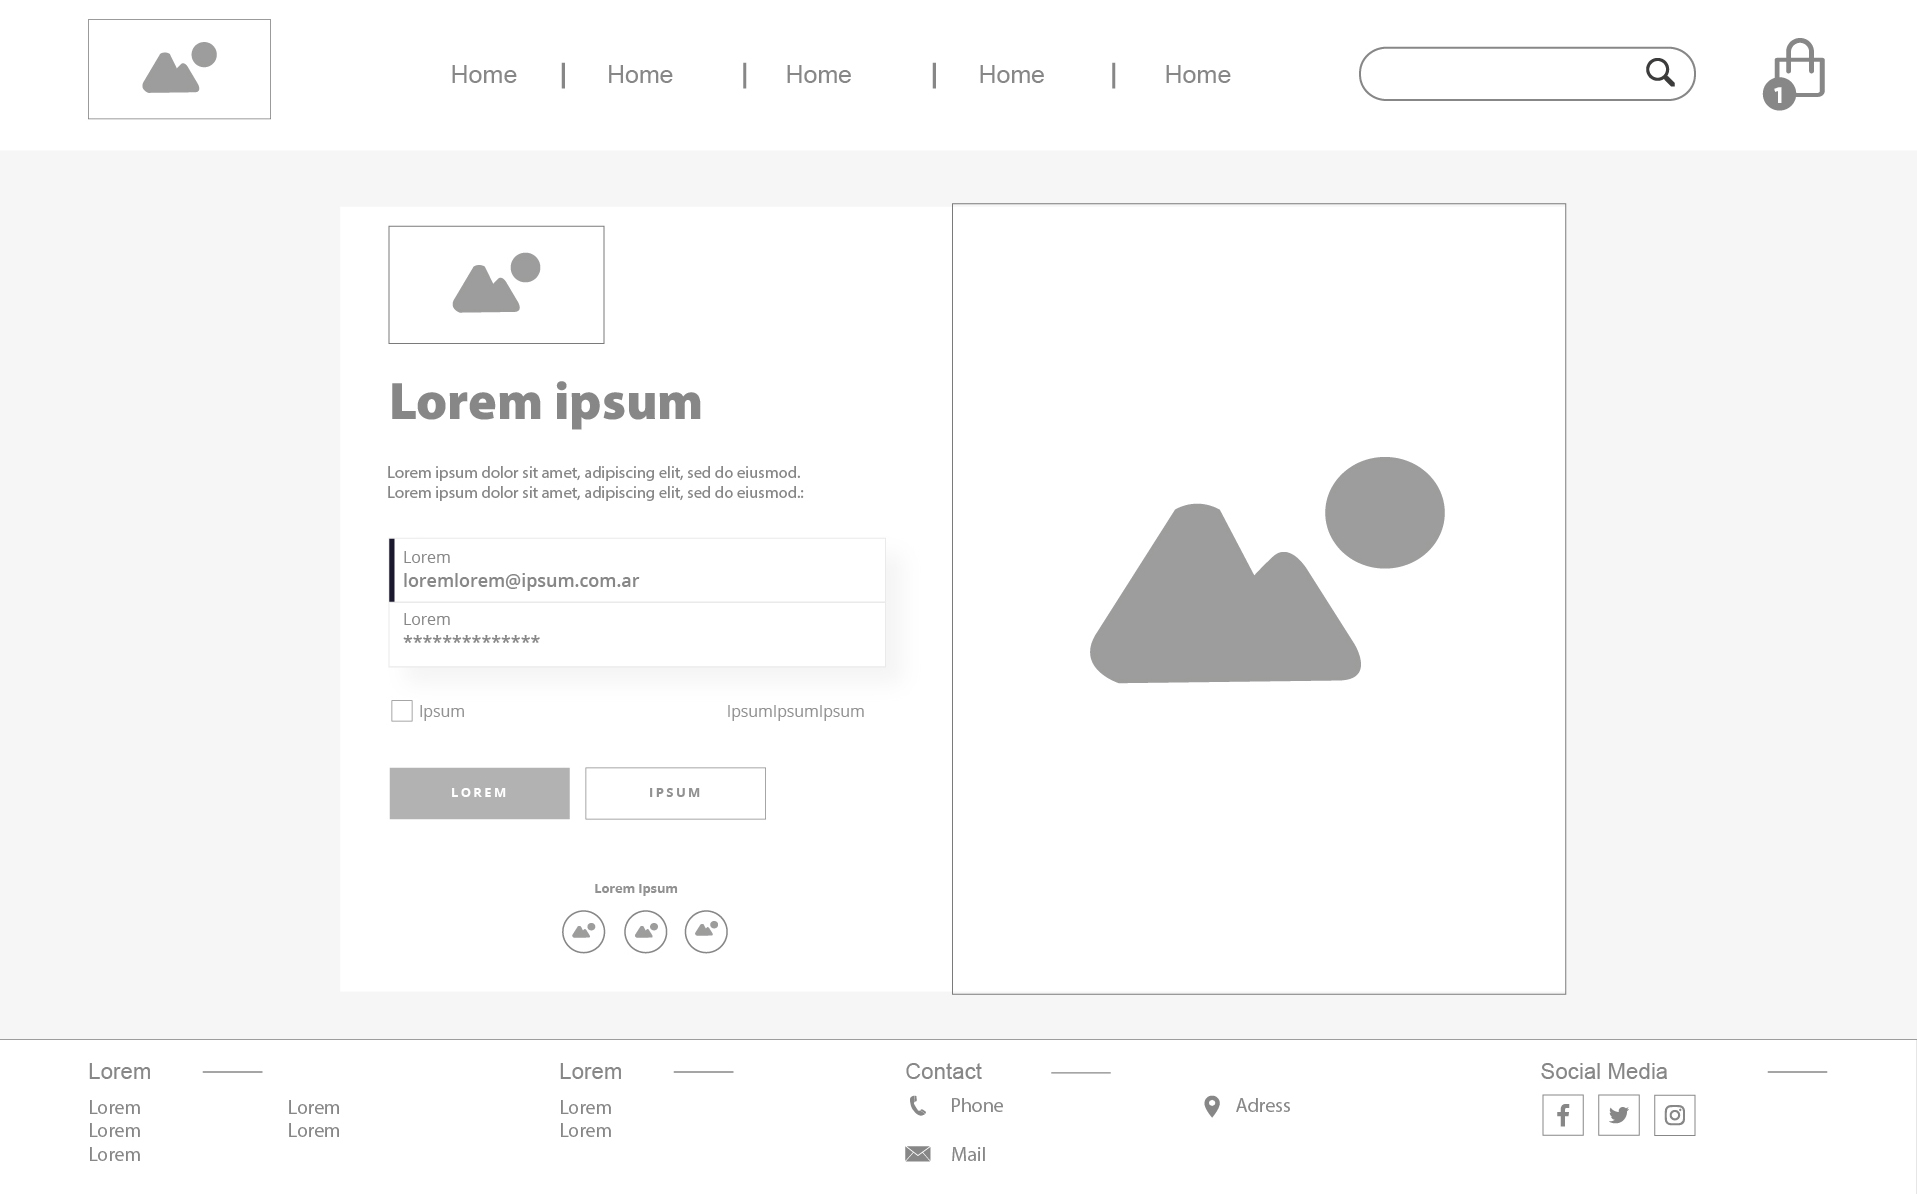 Home | Home | Home | Home | Home
1
Lorem ipsum
Lorem ipsum dolor sit amet, adipiscing elit, sed do eiusmod.
Lorem ipsum dolor sit amet, adipiscing elit, sed do eiusmod.:
Lorem
loremlorem@ipsum.com.ar
Lorem
**************
Ipsum IpsumIpsumIpsum
LOREM IPSUM
Lorem Ipsum
Lorem
Lorem Lorem
Lorem Lorem
Lorem
Lorem
Lorem
Lorem
Contact
Phone Adress
Mail
Social Media